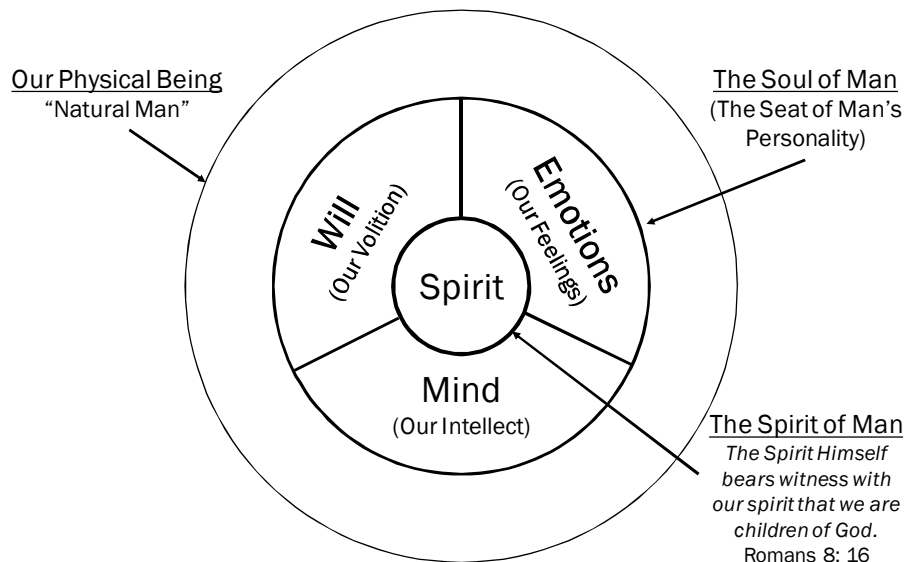 Our Physical Being
“Natural Man”
The Soul of Man
(The Seat of Man’s
Personality)
Will
(Our Volition)
Emotions
(Our Feelings)
Spirit
Mind
(Our Intellect)
The Spirit of Man
The Spirit Himself
bears witness with
our spirit that we are
children of God.
Romans 8: 16